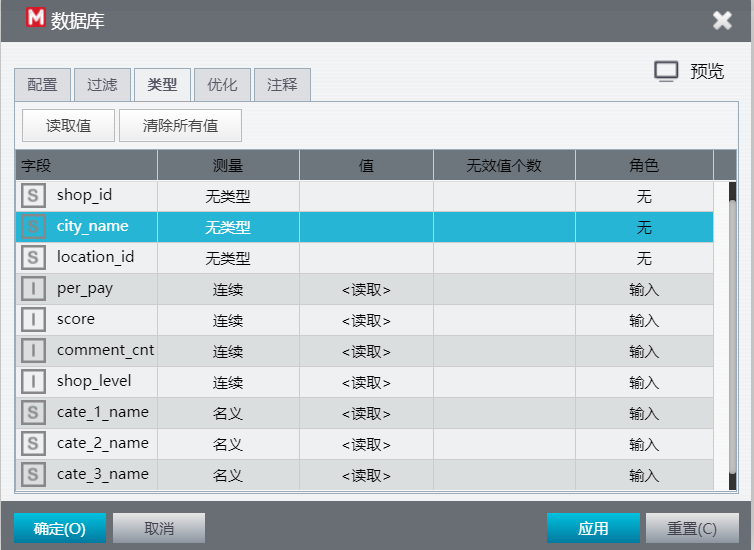 M 数据库
预览
配置 过滤 类型 优化 注释
读取值 清除所有值
字段 测量 值 无效值个数 角色
S shop_id 无类型 无
S city_name 无类型 无
S location_id 无类型 无
I per_pay 连续 <读取> 输入
I score 连续 <读取> 输入
I comment_cnt 连续 <读取> 输入
I shop_level 连续 <读取> 输入
S cate_1_name 名义 <读取> 输入
S cate_2_name 名义 <读取> 输入
S cate_3_name 名义 <读取> 输入
确定(O) 取消 应用 重置(C)